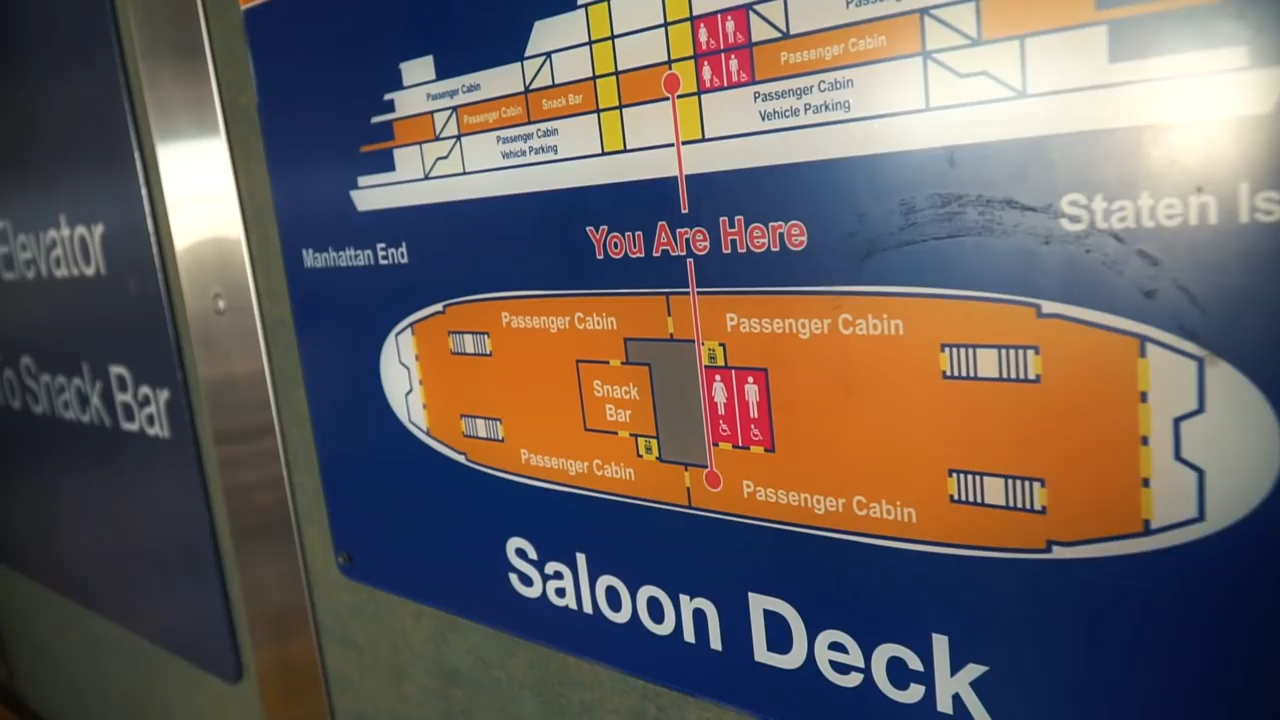 Elevator
To Snack Bar
Passenger Cabin
Passenger Cabin
Passenger Cabin
Snack Bar
Passenger Cabin
Vehicle Parking
Passenger Cabin
Vehicle Parking
You Are Here
Manhattan End
Staten Is
Passenger Cabin
Passenger Cabin
Snack
Bar
Passenger Cabin
Passenger Cabin
Saloon Deck